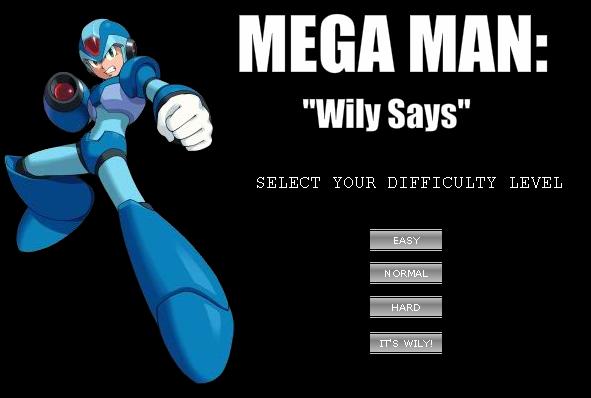 MEGA MAN:
"Wily Says"
SELECT YOUR DIFFICULTY LEVEL
EASY
NORMAL
HARD
IT'S WILY!